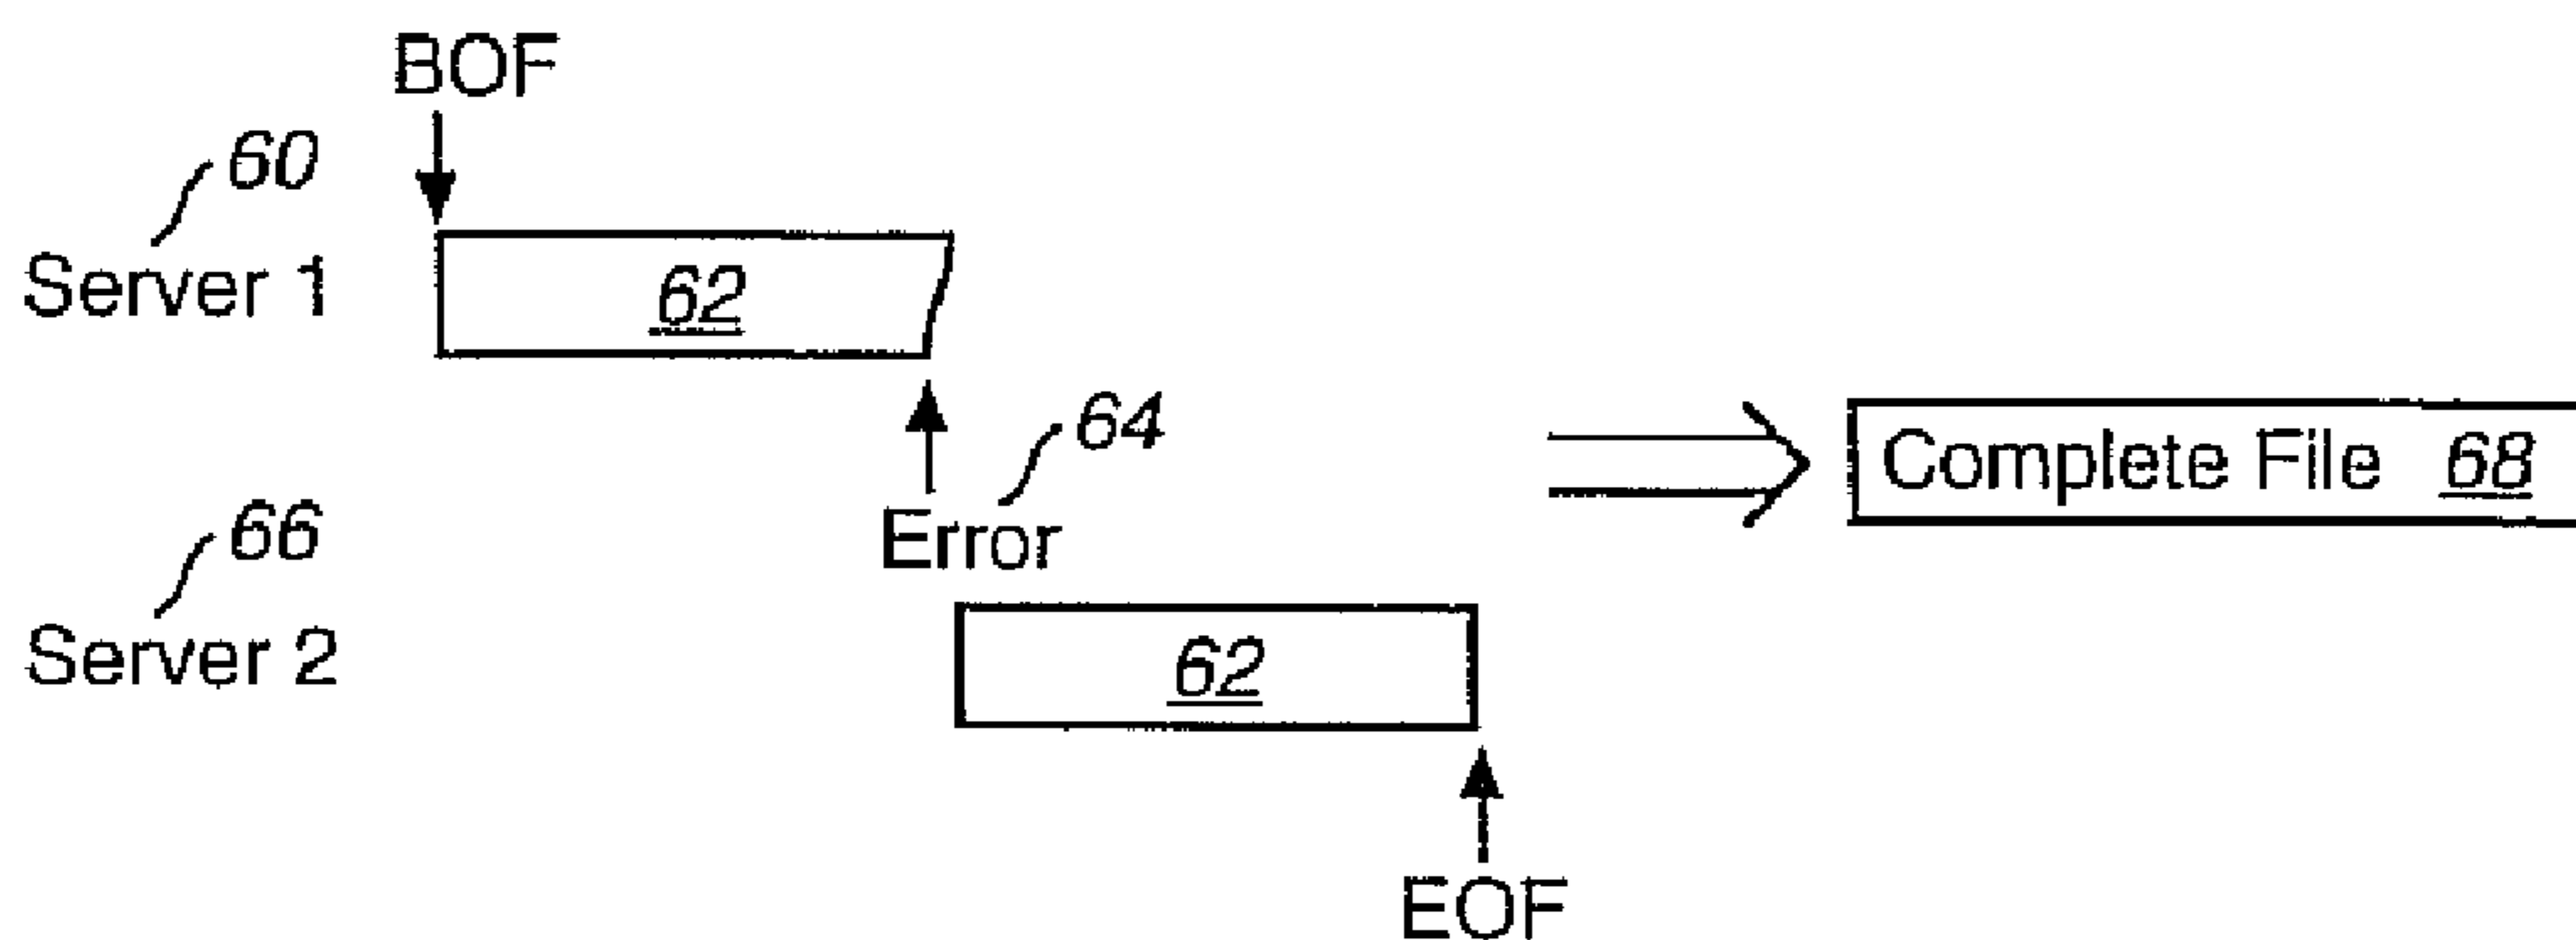 BOF
60
Server 1
62
64
Complete File 68
66
Error
Server 2
62
EOF